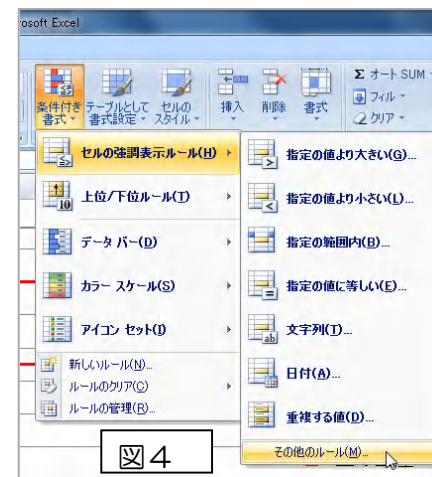 rosoft Excel
条件付き書式 テーブルとして書式設定 セルのスタイル 挿入 削除 書式
Σ オート SUM
フィル
クリア
セルの強調表示ルール(H)
上位/下位ルール(T)
データ バー(D)
カラー スケール(S)
アイコン セット(I)
新しいルール(N)...
ルールのクリア(C)
ルールの管理(R)...
指定の値より大きい(G)...
指定の値より小さい(L)...
指定の範囲内(B)...
指定の値に等しい(E)...
文字列(T)...
日付(A)...
重複する値(D)...
その他のルール(M)...
図4